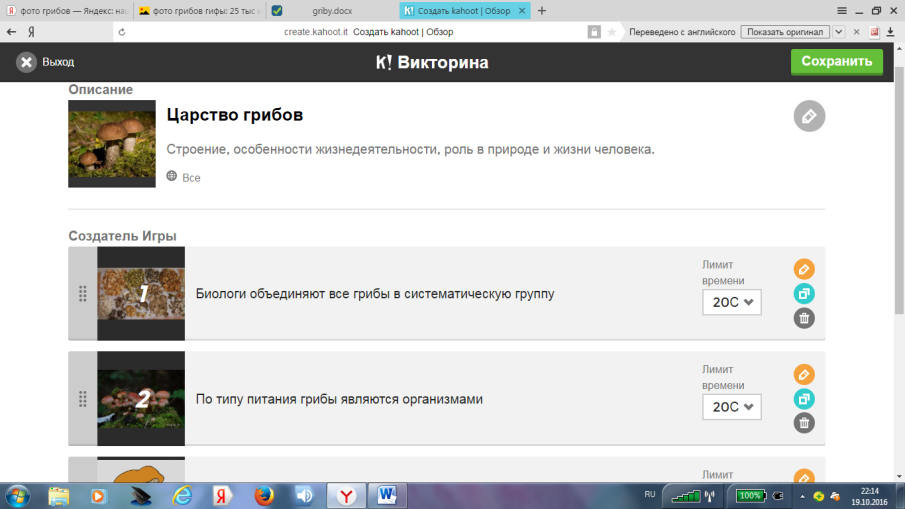 фото грибов — Яндекс: на
фото грибов гифы: 25 тыс
griby.docx
Создать kahoot | Обзор
Я
create.kahoot.it Создать kahoot | Обзор
Переведено с английского
Показать оригинал
Выход
K! Викторина
Сохранить
Описание
Царство грибов
Строение, особенности жизнедеятельности, роль в природе и жизни человека.
Все
Создатель Игры
1
Биологи объединяют все грибы в систематическую группу
Лимит
времени
20С
2
По типу питания грибы являются организмами
Лимит
времени
20С
Лимит
RU
100%
22:14
19.10.2016